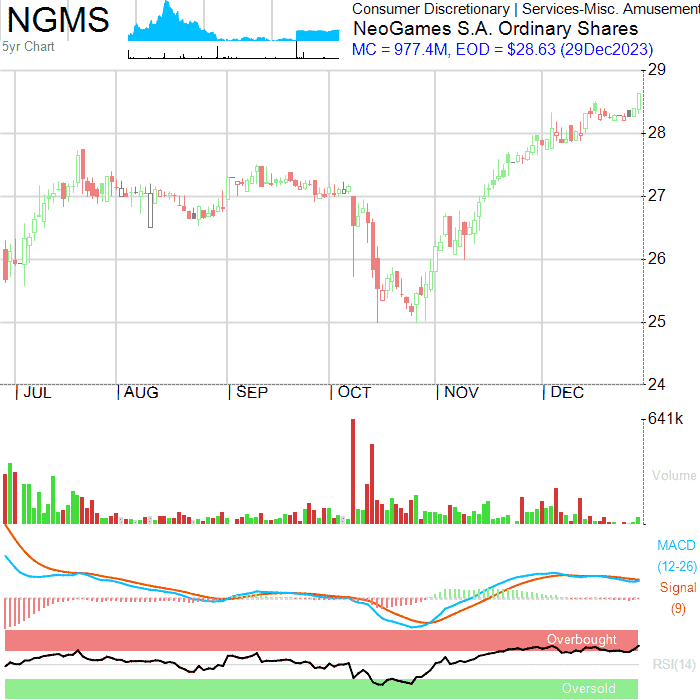 NGMS
5yr Chart
Consumer Discretionary | Services-Misc. Amusement
NeoGames S.A. Ordinary Shares
MC = 977.4M, EOD = $28.63 (29Dec2023)
29
28
27
26
25
24
JUL
AUG
SEP
OCT
NOV
DEC
641k
Volume
MACD
(12-26)
Signal
(9)
Overbought
RSI(14)
Oversold